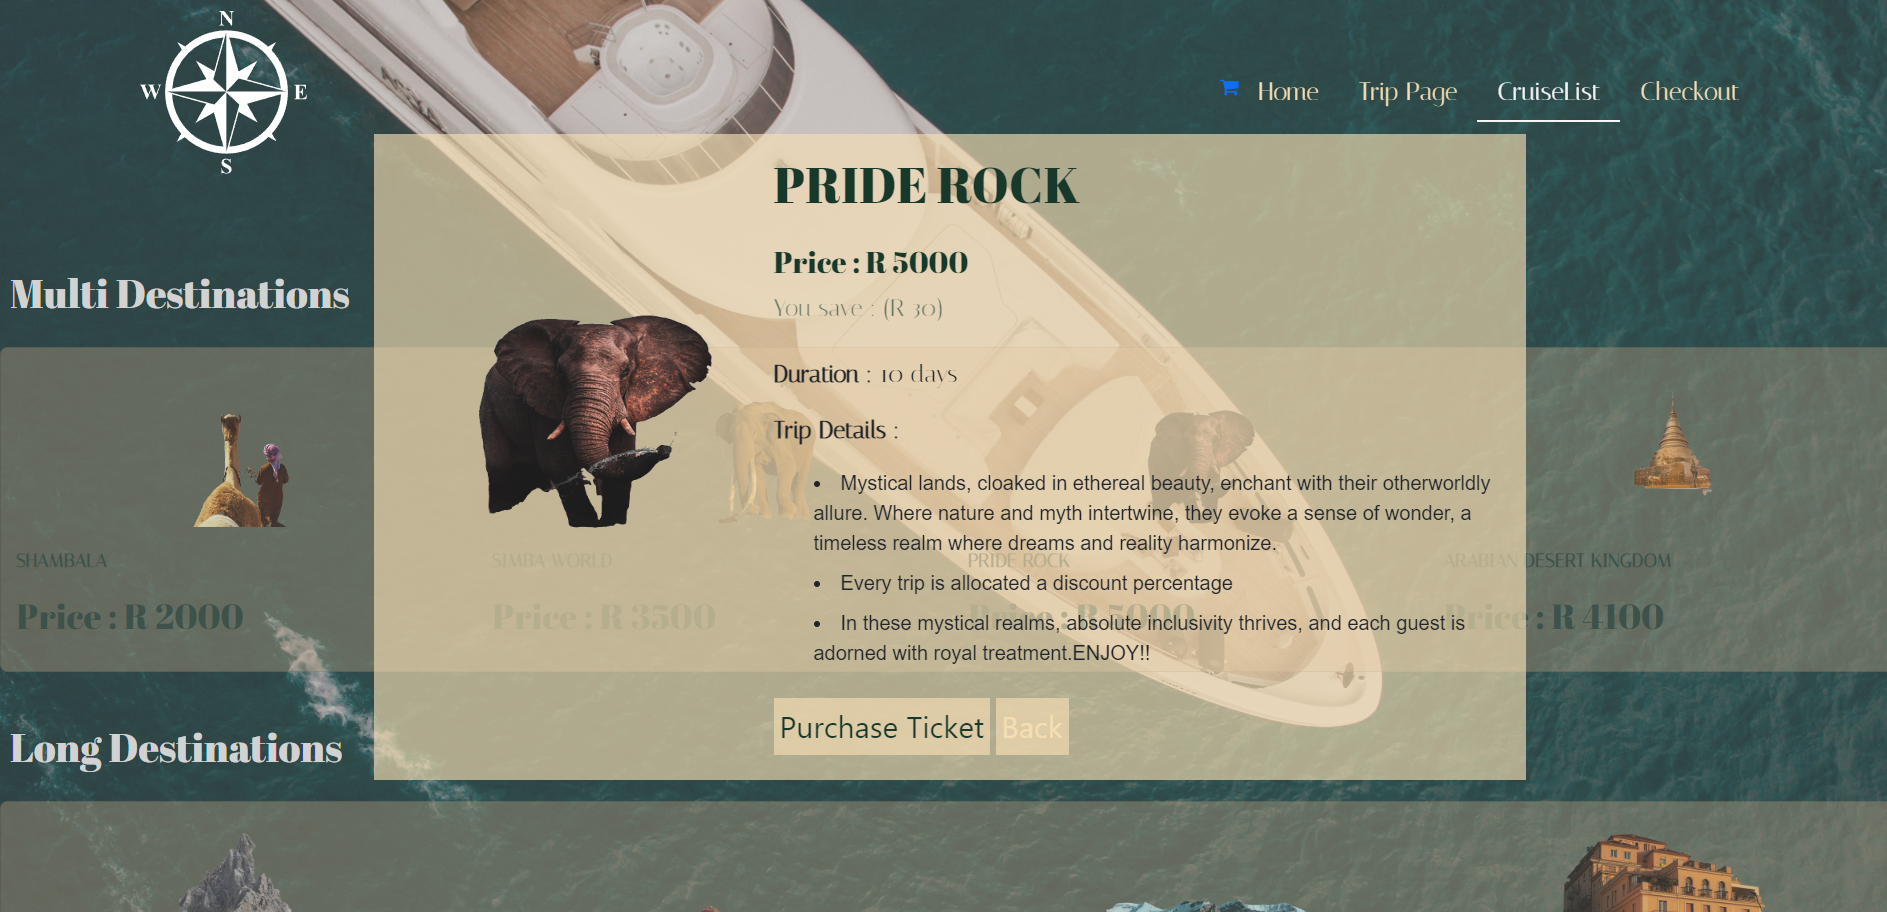 N
W E
S
Home Trip Page CruiseList Checkout
PRIDE ROCK
Price : R 5000
You save : (R 30)
Duration : 10 days
Trip Details :
• Mystical lands, cloaked in ethereal beauty, enchant with their otherworldly
allure. Where nature and myth intertwine, they evoke a sense of wonder, a
timeless realm where dreams and reality harmonize.
• Every trip is allocated a discount percentage
• In these mystical realms, absolute inclusivity thrives, and each guest is
adorned with royal treatment.ENJOY!!
Purchase Ticket Back
Multi Destinations
SHAMBALA SIMBA WORLD PRIDE ROCK ARABIAN DESERT KINGDOM
Price : R 2000 Price : R 3500 Price : R 5000 Price : R 4100
Long Destinations